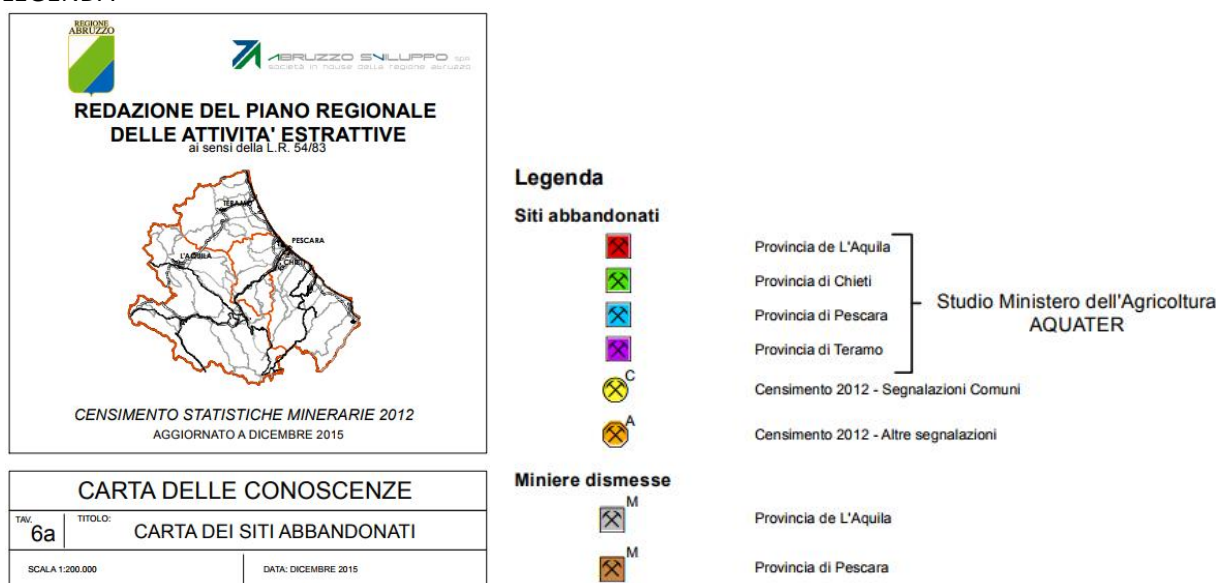 LEGENDA
REGIONE
ABRUZZO
ABRUZZO SVILUPPO spa
società in house della regione abruzzo
REDAZIONE DEL PIANO REGIONALE
DELLE ATTIVITA' ESTRATTIVE
ai sensi della L.R. 54/83
TERAMO
PESCARA
L'AQUILA
CHIETI
CENSIMENTO STATISTICHE MINERARIE 2012
AGGIORNATO A DICEMBRE 2015
CARTA DELLE CONOSCENZE
TAV. 6a
TITOLO: CARTA DEI SITI ABBANDONATI
SCALA 1:200.000
DATA: DICEMBRE 2015
Legenda
Siti abbandonati
Provincia de L'Aquila
Provincia di Chieti
Provincia di Pescara
Provincia di Teramo
Studio Ministero dell'Agricoltura
AQUATER
C Censimento 2012 - Segnalazioni Comuni
A Censimento 2012 - Altre segnalazioni
Miniere dismesse
M Provincia de L'Aquila
M Provincia di Pescara